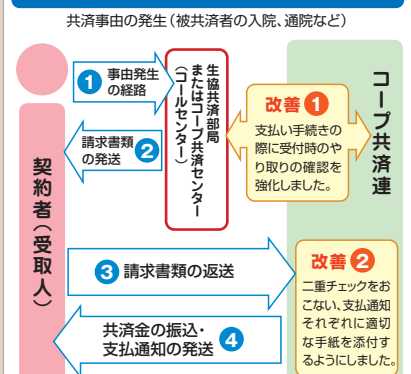 共済事由の発生（被共済者の入院、通院など）
1 事由発生
の経路
請求書類
の発送 2
生協共済部局
またはコープ共済センター
（コールセンター）
改善1
支払い手続きの
際に受付時のや
り取りの確認を
強化しました。
コープ共済連
契約者（受取人）
3 請求書類の返送
改善2
二重チェックをお
こない、支払通知
それぞれに適切
な手紙を添付す
るようにしました。
共済金の振込・
支払通知の発送 4